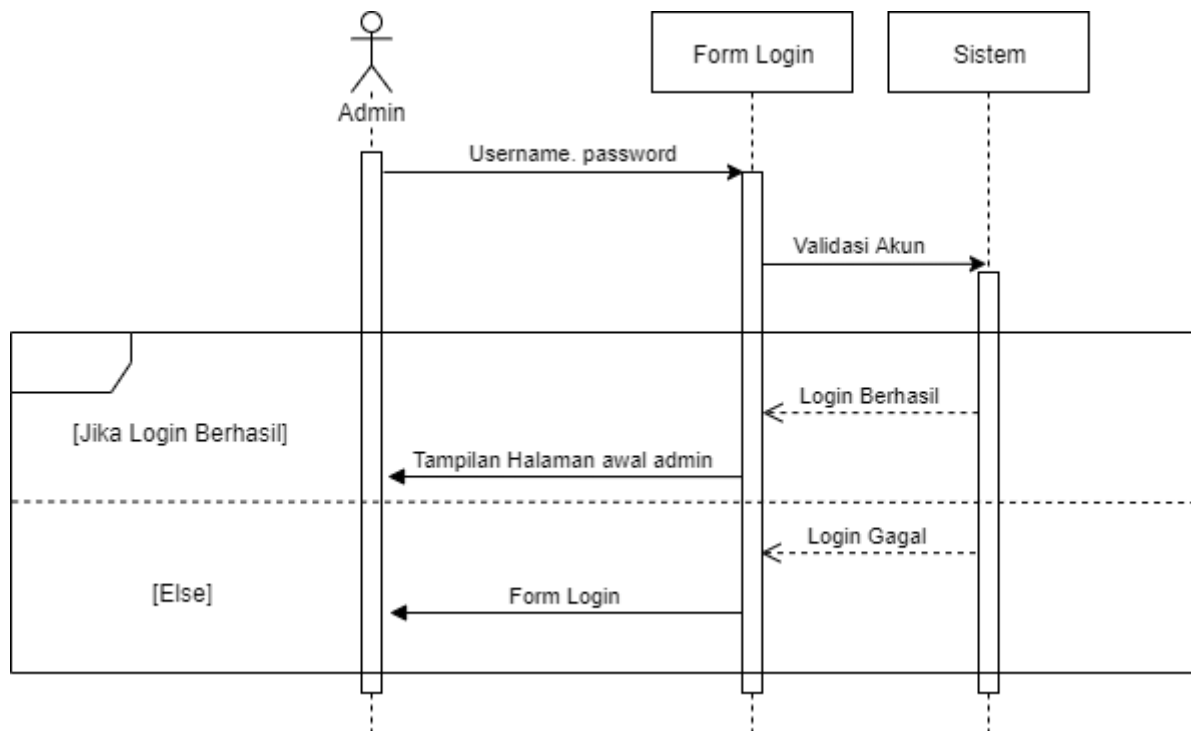 Form Login
Sistem
Admin
Username. password
Validasi Akun
Login Berhasil
[Jika Login Berhasil]
Tampilan Halaman awal admin
Login Gagal
[Else]
Form Login